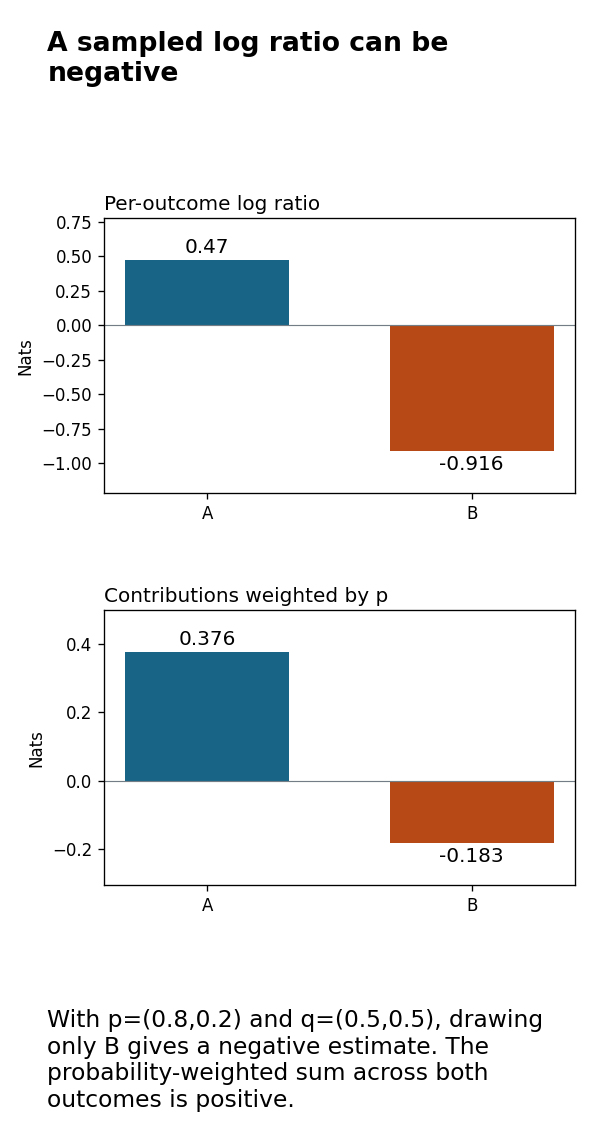 A sampled log ratio can be
negative
Per-outcome log ratio
0.75
0.50
0.25
0.00
−0.25
−0.50
−0.75
−1.00
Nats
0.47
-0.916
A
B
Contributions weighted by p
0.4
0.2
0.0
−0.2
Nats
0.376
-0.183
A
B
With p=(0.8,0.2) and q=(0.5,0.5), drawing
only B gives a negative estimate. The
probability-weighted sum across both
outcomes is positive.